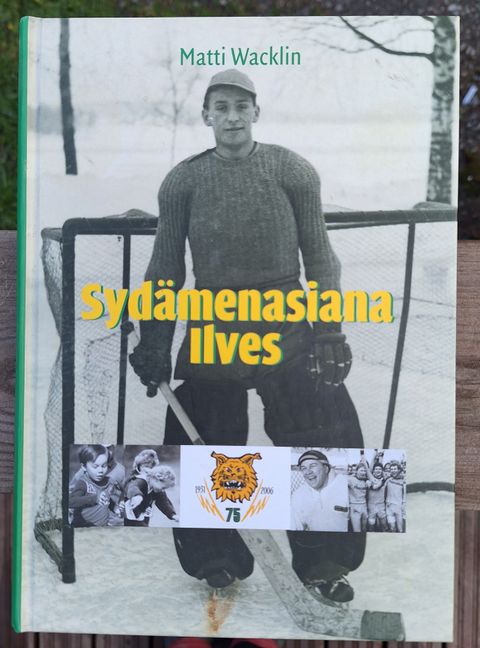 Matti Wacklin
Sydämenasiana
Ilves
1931 2006
75